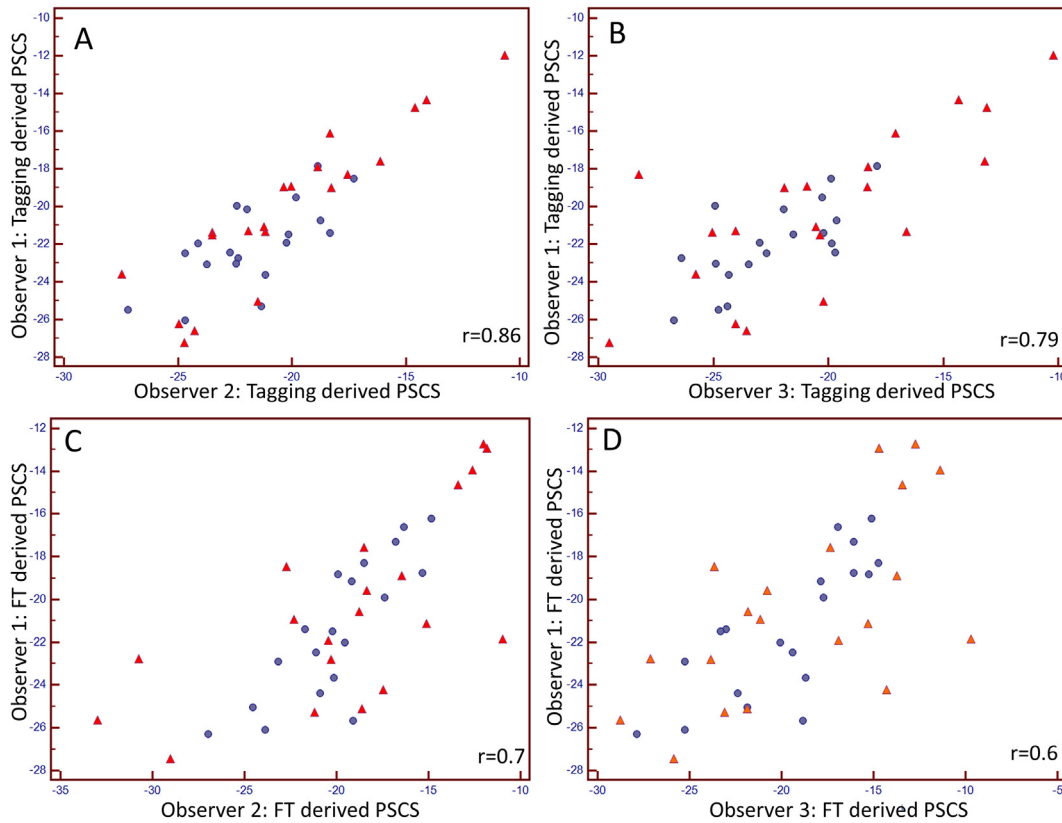 A
Observer 1: Tagging derived PSCS
-10
-12
-14
-16
-18
-20
-22
-24
-26
-28
r=0.86
-30 -25 -20 -15 -10
Observer 2: Tagging derived PSCS
B
Observer 1: Tagging derived PSCS
-10
-12
-14
-16
-18
-20
-22
-24
-26
-28
r=0.79
-30 -25 -20 -15 -10
Observer 3: Tagging derived PSCS
C
Observer 1: FT derived PSCS
-12
-14
-16
-18
-20
-22
-24
-26
-28
r=0.7
-35 -30 -25 -20 -15 -10
Observer 2: FT derived PSCS
D
Observer 1: FT derived PSCS
-12
-14
-16
-18
-20
-22
-24
-26
-28
r=0.6
-30 -25 -20 -15 -10 -5
Observer 3: FT derived PSCS